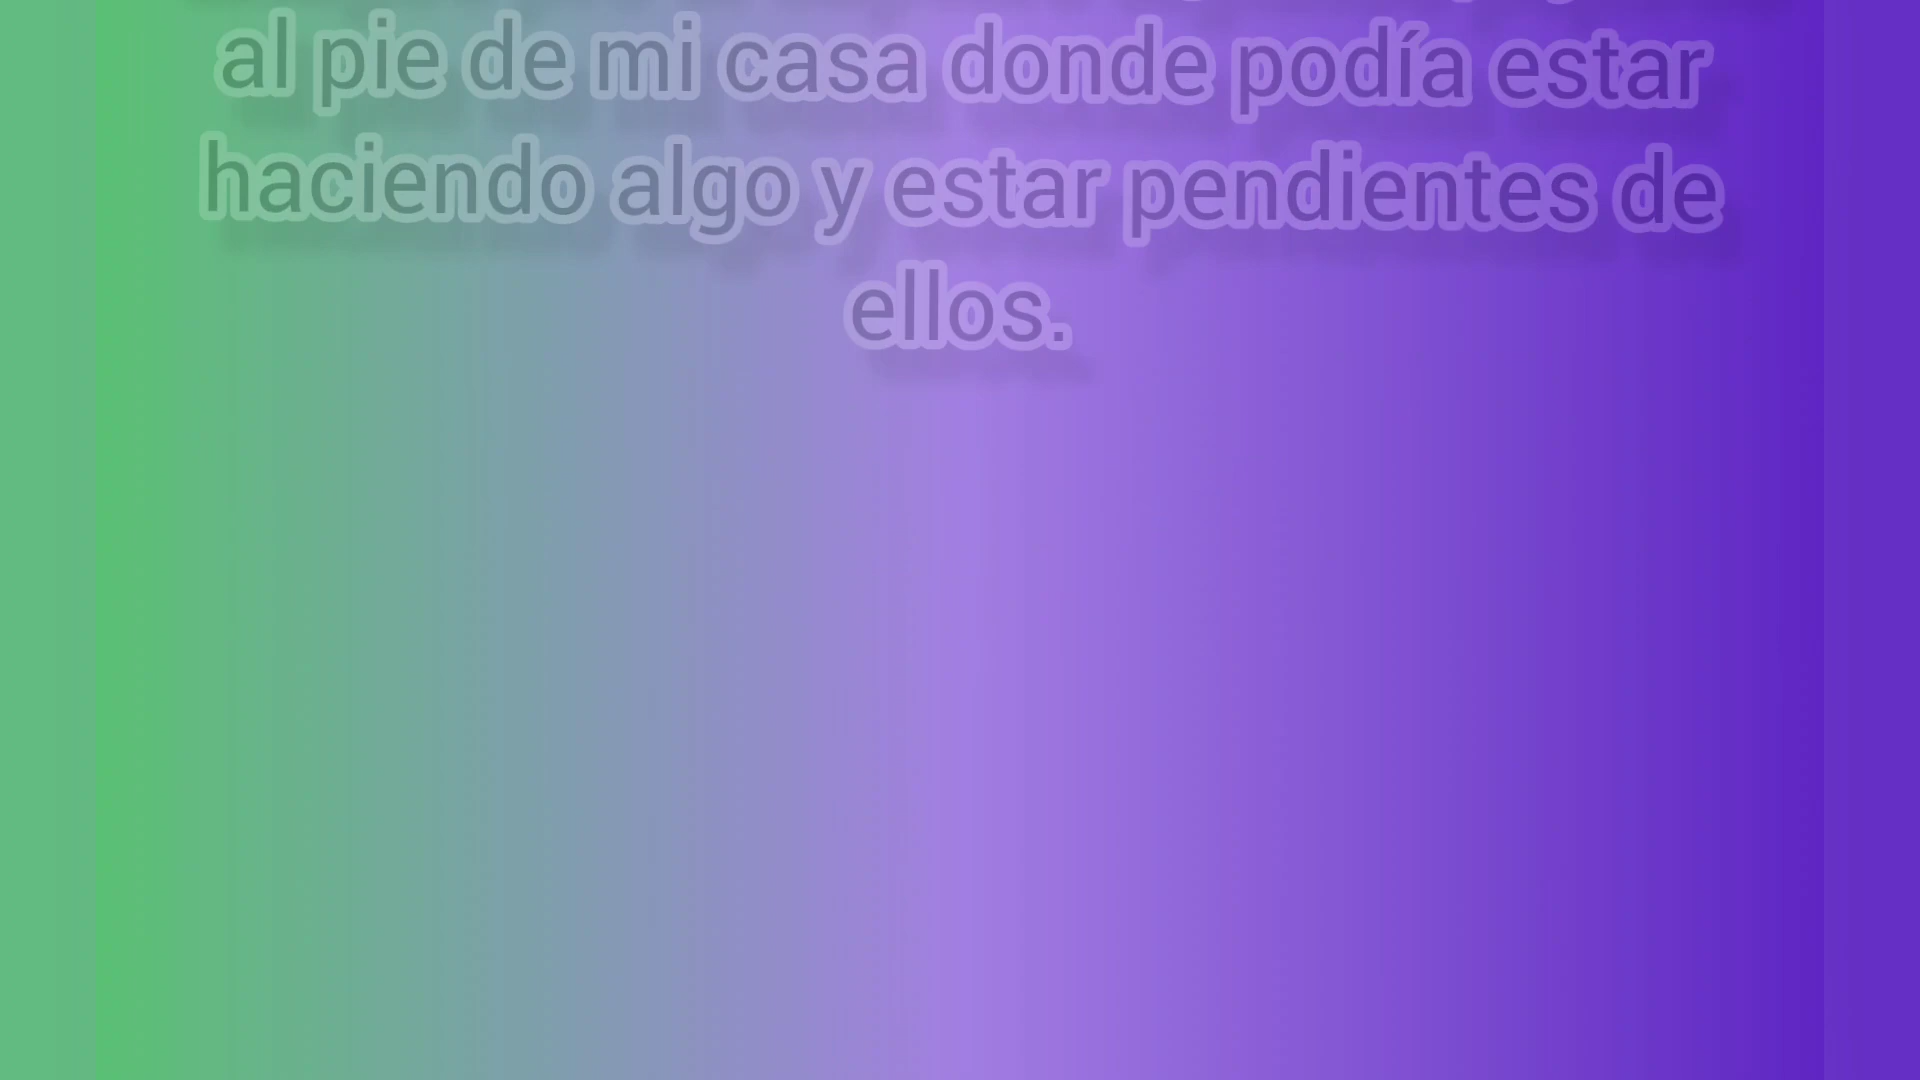 al pie de mi casa donde podía estar
haciendo algo y estar pendientes de
ellos.